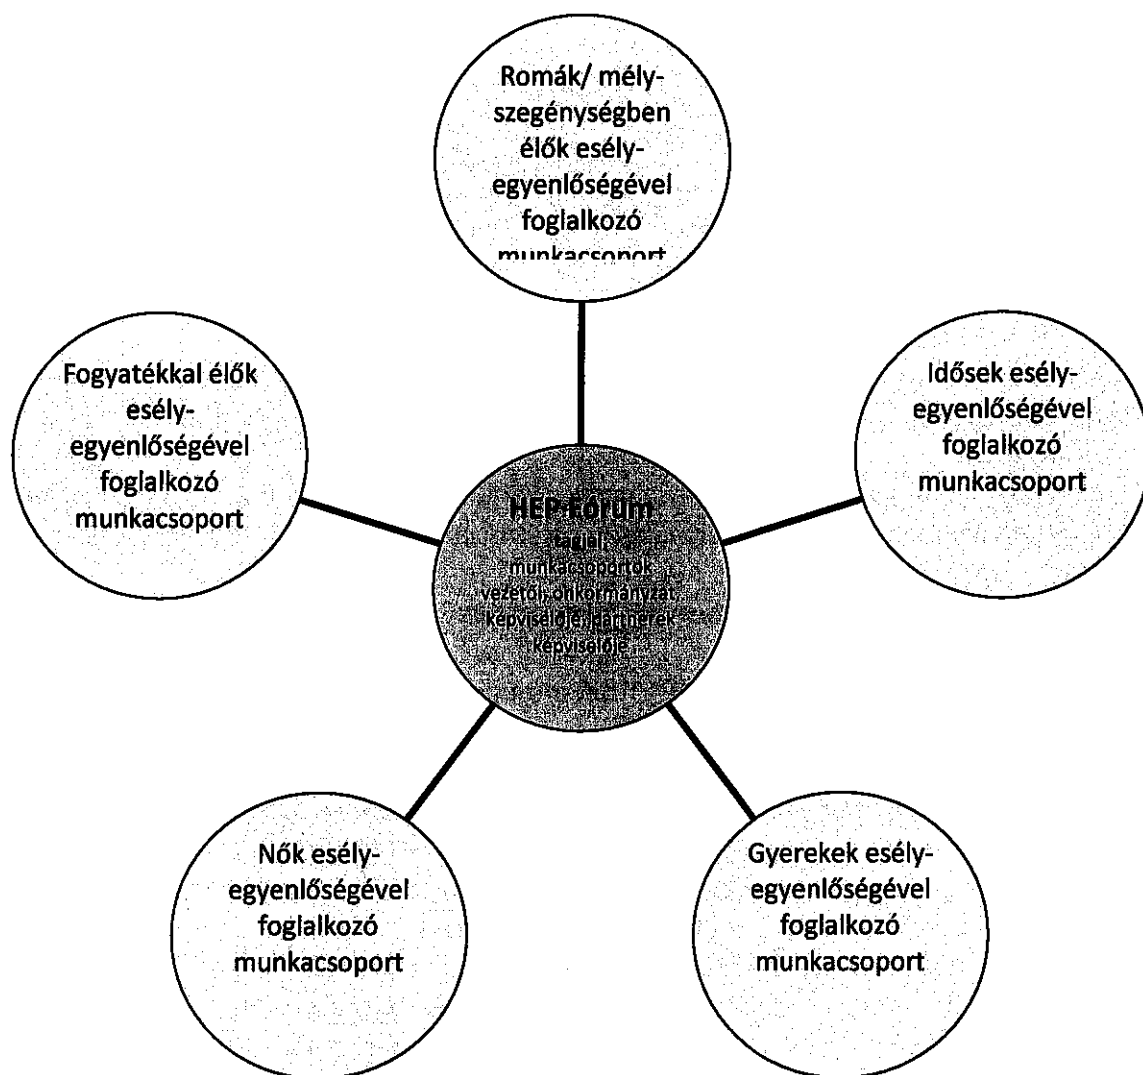 Romák/ mély-
szegénységben
élők esély-
egyenlőségével
foglalkozó
munkacsoport
Fogyatékkal élők
esély-
egyenlőségével
foglalkozó
munkacsoport
Idősek esély-
egyenlőségével
foglalkozó
munkacsoport
HEP Fórum
tagjai:
munkacsoportok
vezetői, önkormányzat
képviselője, partnerek
képviselője
Nők esély-
egyenlőségével
foglalkozó
munkacsoport
Gyerekek esély-
egyenlőségével
foglalkozó
munkacsoport